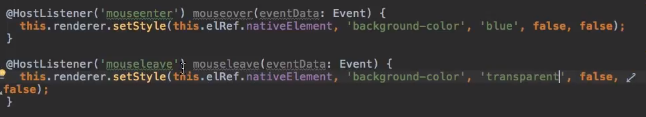 @HostListener('mouseenter') mouseover(eventData: Event) {
this.renderer.setStyle(this.elRef.nativeElement, 'background-color', 'blue', false, false);
}
@HostListener('mouseleave') mouseleave(eventData: Event) {
this.renderer.setStyle(this.elRef.nativeElement, 'background-color', 'transparent', false,
false);
}